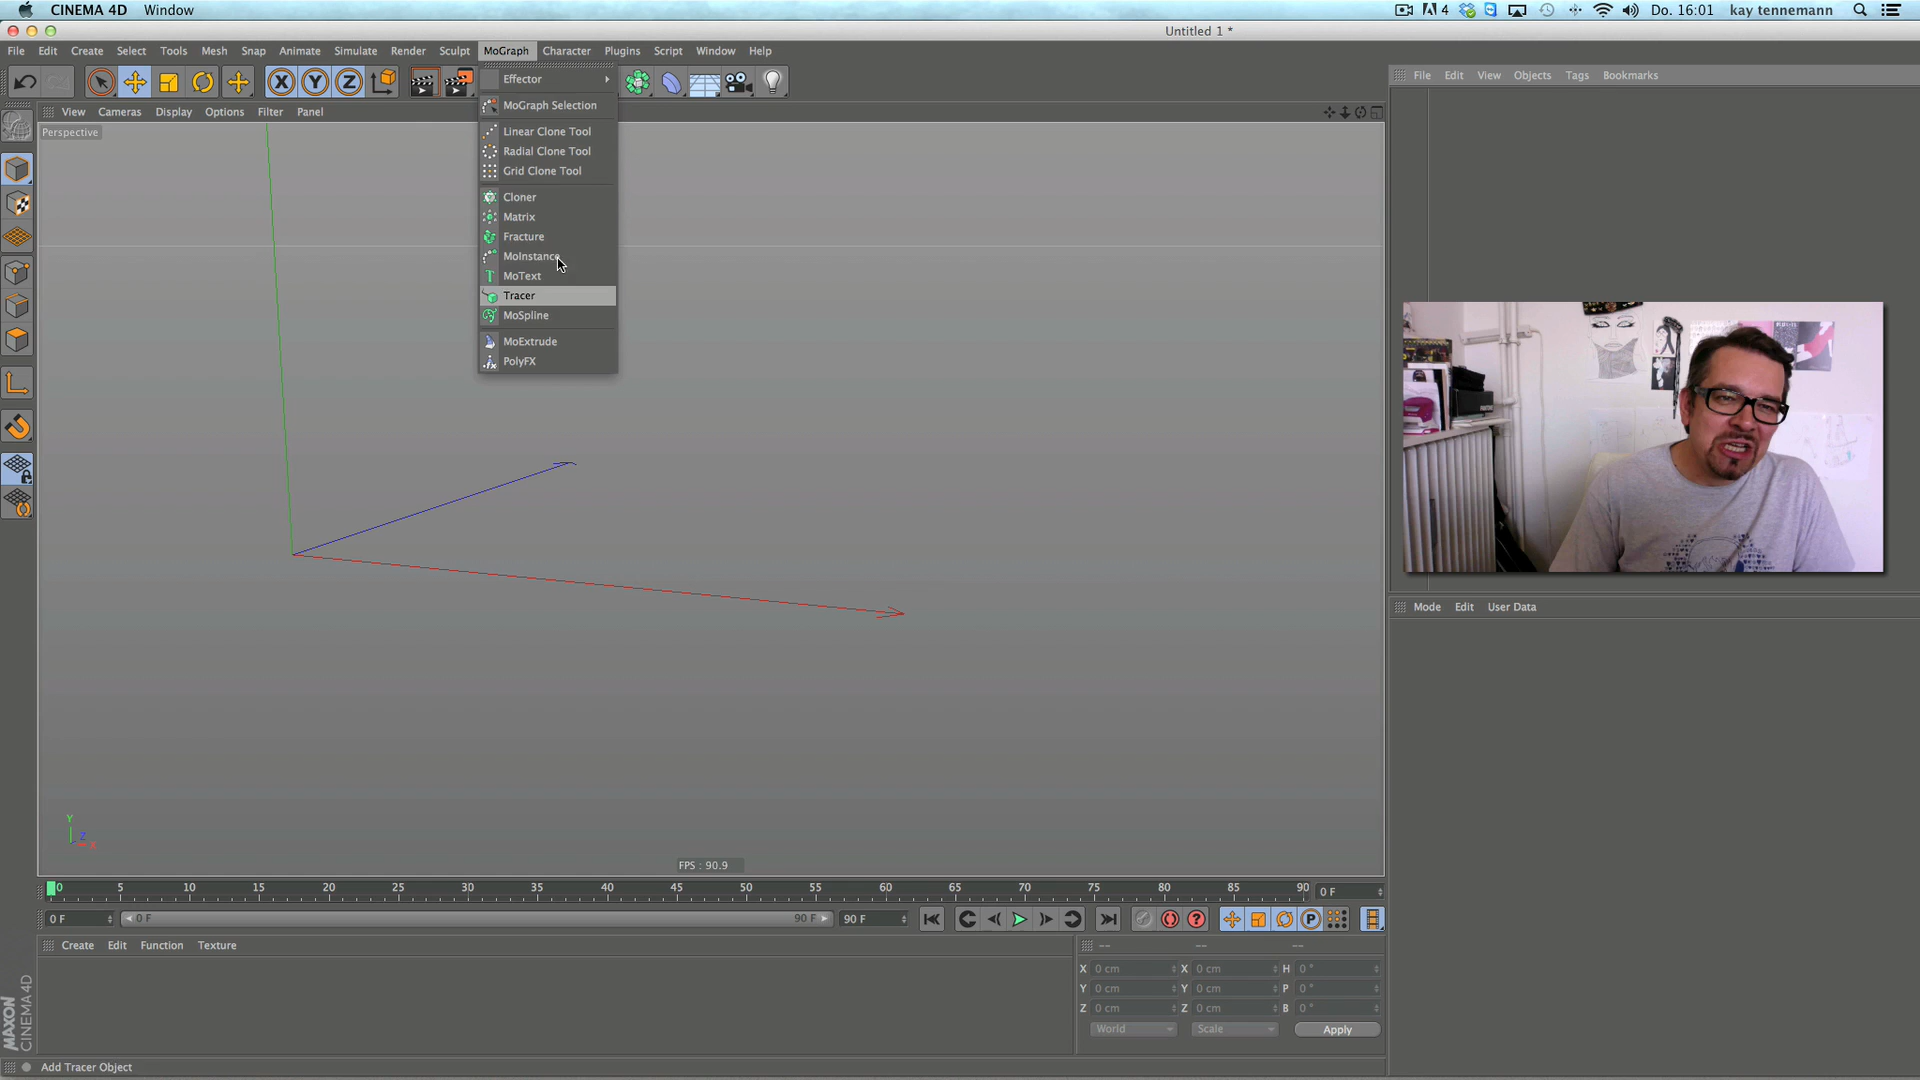 CINEMA 4D Window
4 Do. 16:01 kay tennemann
Untitled 1 *
File Edit Create Select Tools Mesh Snap Animate Simulate Render Sculpt MoGraph Character Plugins Script Window Help
X Y Z
File Edit View Objects Tags Bookmarks
View Cameras Display Options Filter Panel
Perspective
Effector
MoGraph Selection
Linear Clone Tool
Radial Clone Tool
Grid Clone Tool
Cloner
Matrix
Fracture
MoInstance
MoText
Tracer
MoSpline
MoExtrude
PolyFX
Mode Edit User Data
Y
Z
X
FPS : 90.9
0 5 10 15 20 25 30 35 40 45 50 55 60 65 70 75 80 85 90 0 F
0 F 0 F 90 F 90 F P
Create Edit Function Texture
-- -- --
X 0 cm X 0 cm H 0 °
Y 0 cm Y 0 cm P 0 °
Z 0 cm Z 0 cm B 0 °
World Scale Apply
MAXON
CINEMA 4D
Add Tracer Object